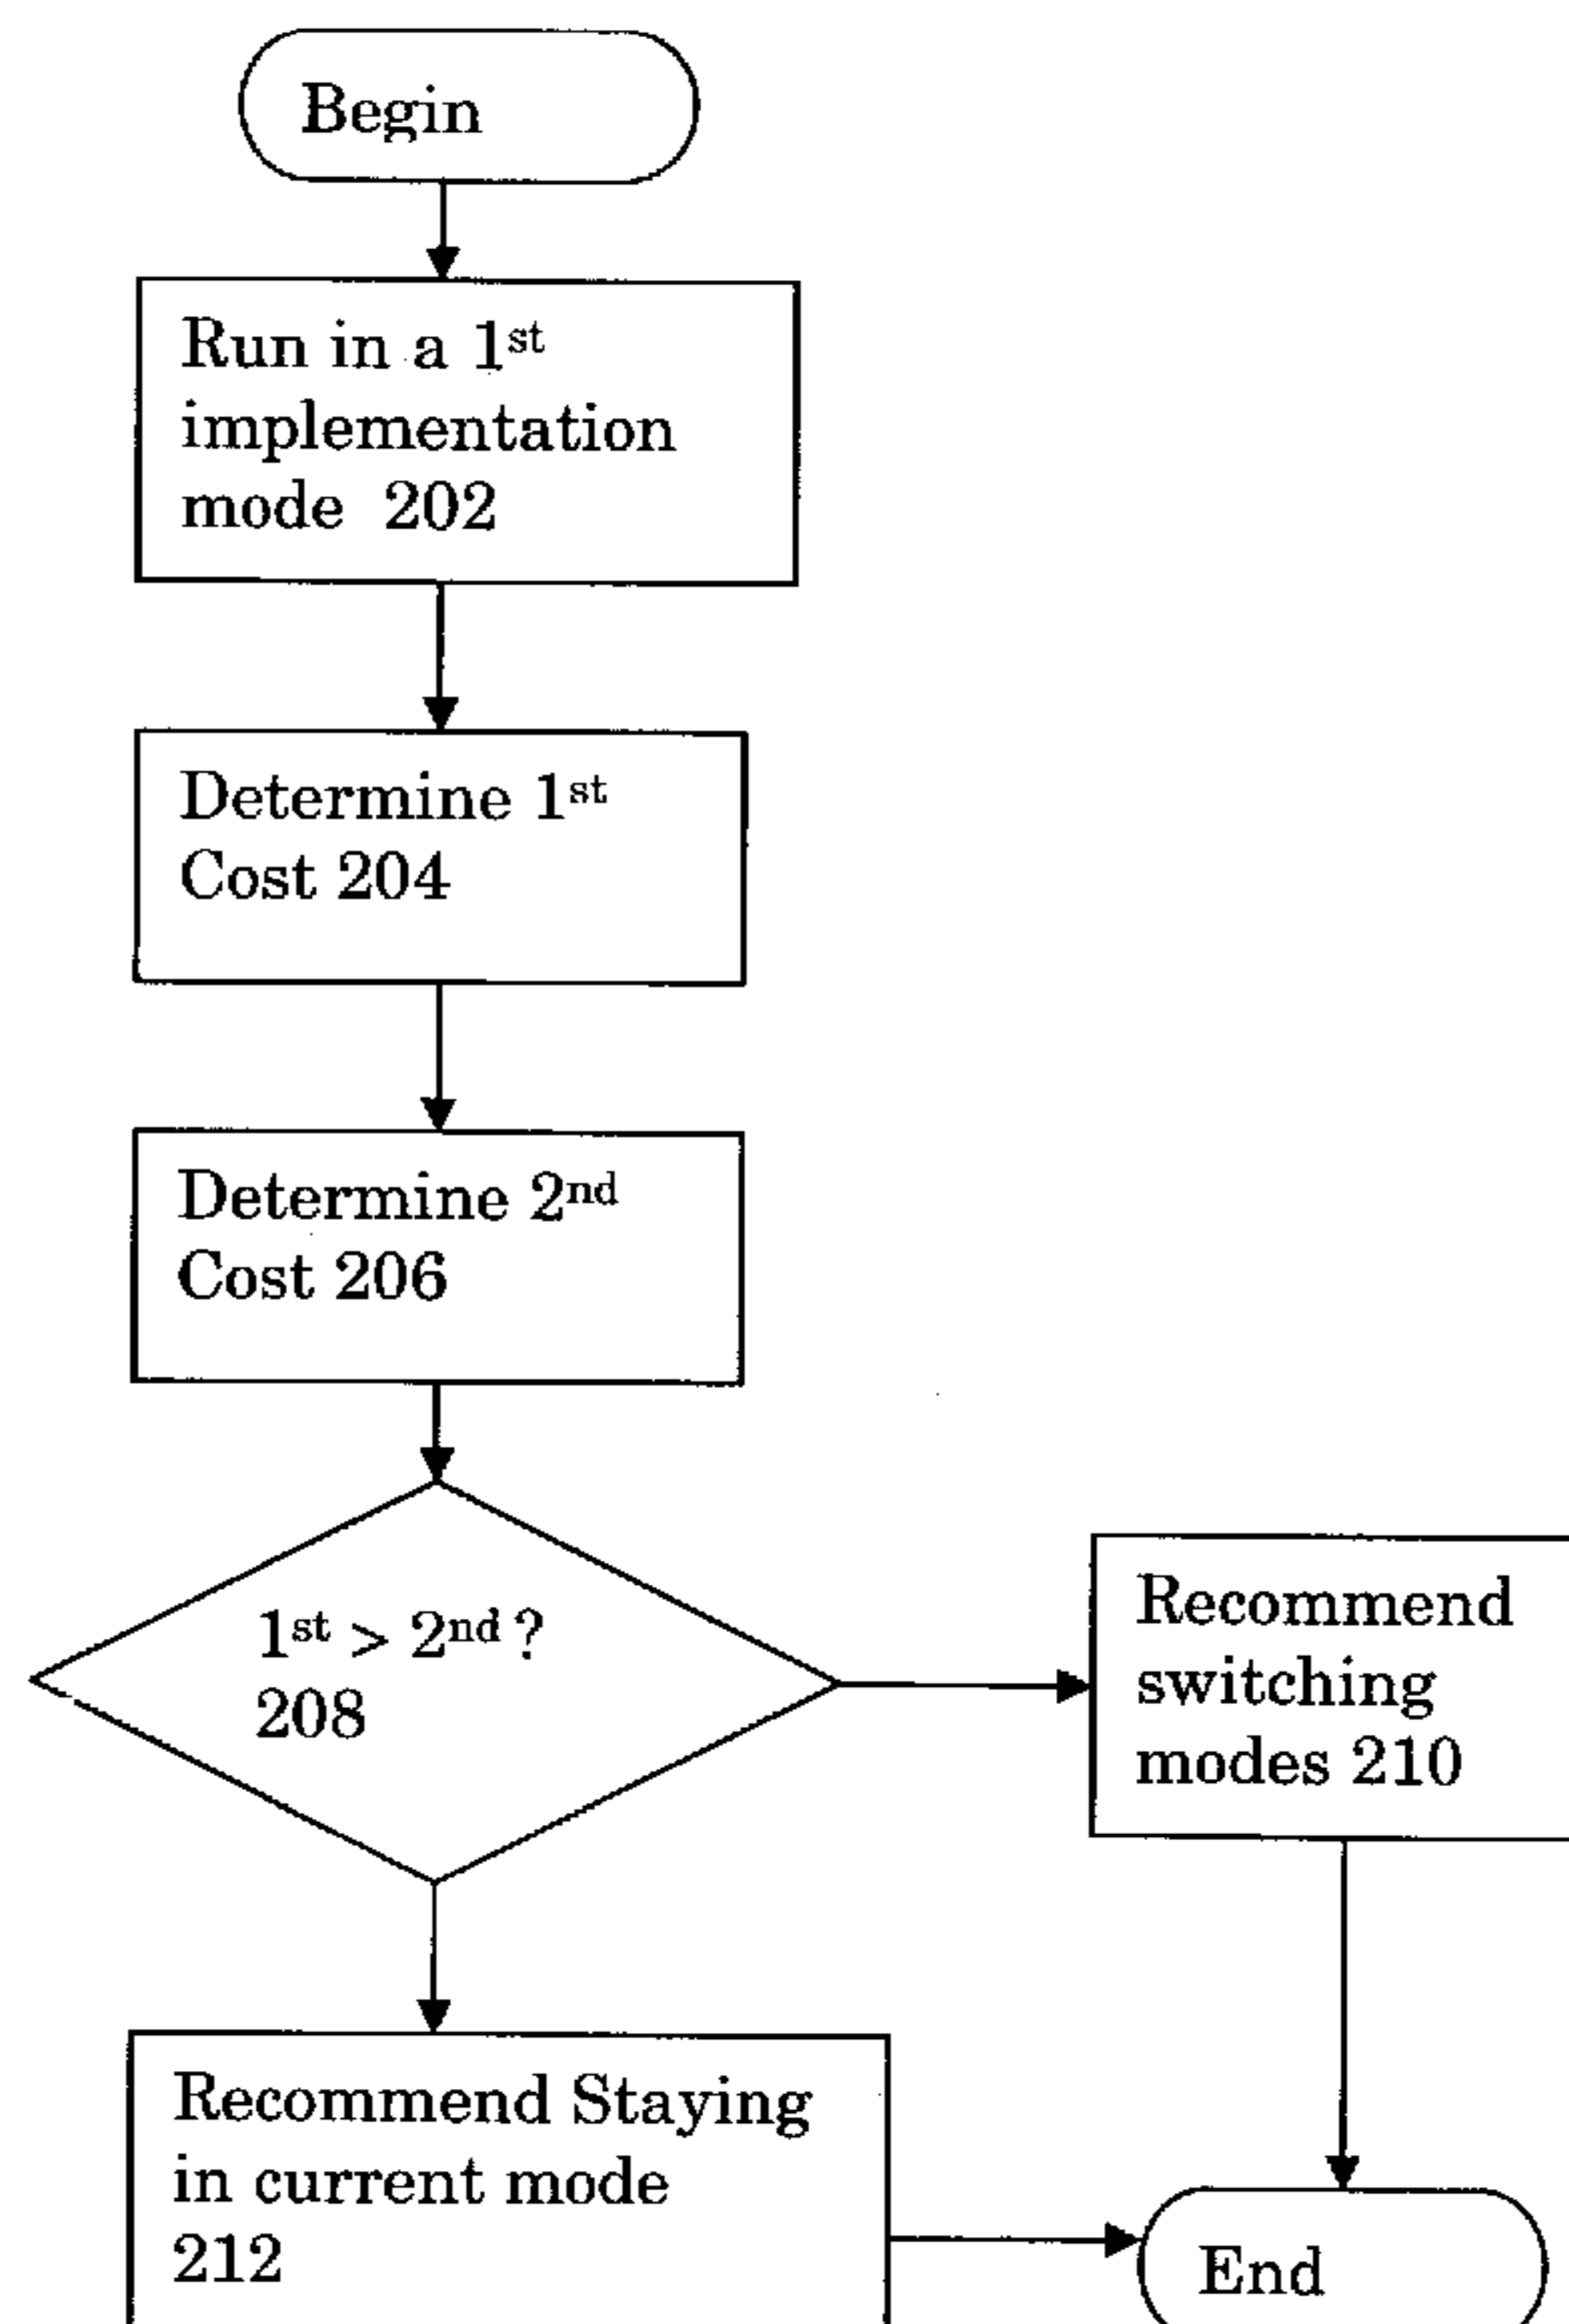 Begin
Run in a 1st
implementation
mode 202
Determine 1st
Cost 204
Determine 2nd
Cost 206
1st > 2nd ?
208
Recommend
switching
modes 210
Recommend Staying
in current mode
212
End